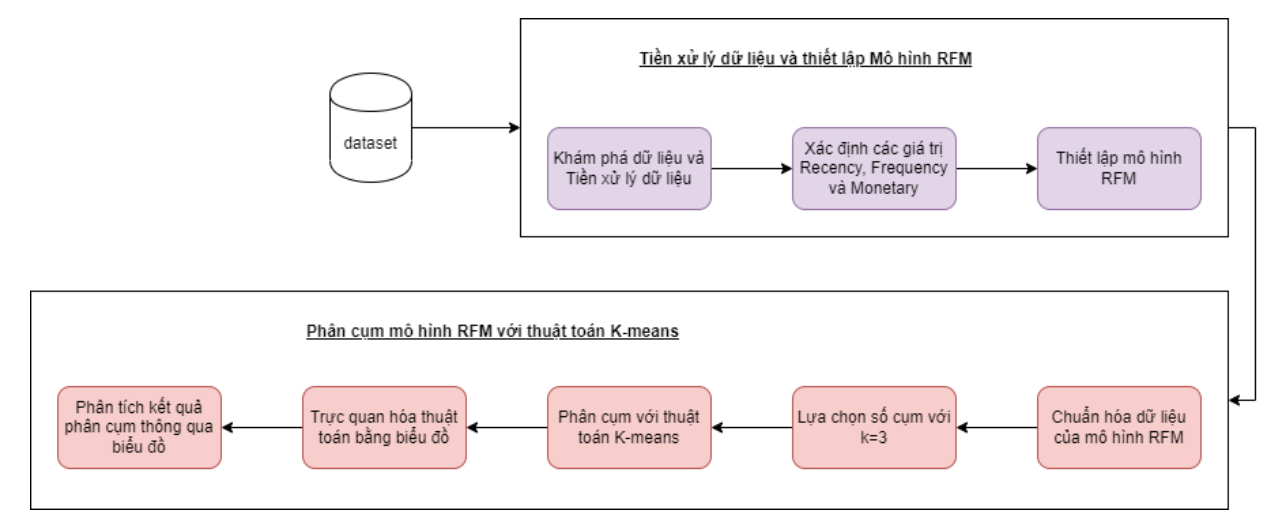 Tiền xử lý dữ liệu và thiết lập Mô hình RFM
dataset
Khám phá dữ liệu và
Tiền xử lý dữ liệu
Xác định các giá trị
Recency, Frequency
và Monetary
Thiết lập mô hình
RFM
Phân cụm mô hình RFM với thuật toán K-means
Phân tích kết quả
phân cụm thông qua
biểu đồ
Trực quan hóa thuật
toán bằng biểu đồ
Phân cụm với thuật
toán K-means
Lựa chọn số cụm với
k=3
Chuẩn hóa dữ liệu
của mô hình RFM